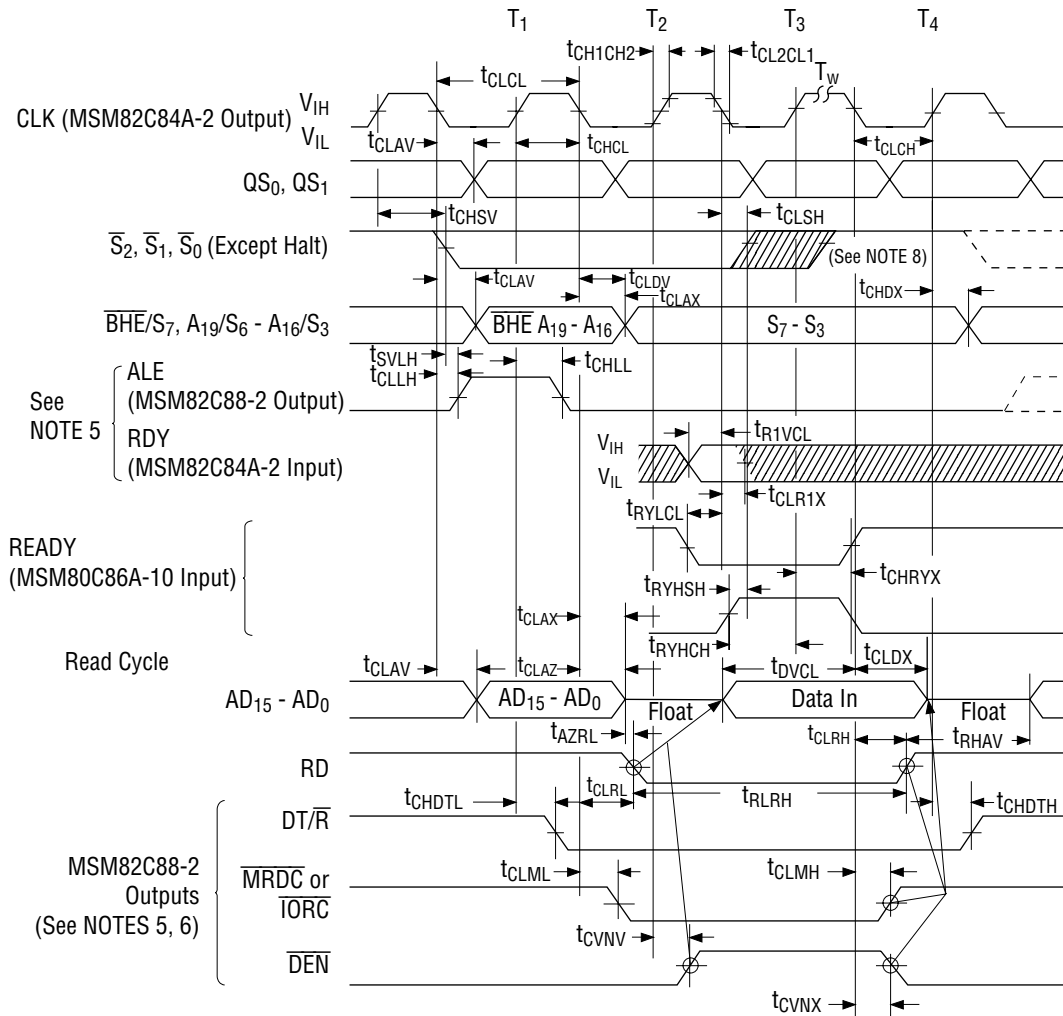 T1 T2 T3 T4
tCH1CH2 tCL2CL1
tCLCL TW
VIH
CLK (MSM82C84A-2 Output)
VIL
tCLAV tCHCL tCLCH
QS0, QS1
tCHSV tCLSH
S̅2, S̅1, S̅0 (Except Halt)
(See NOTE 8)
tCLAV tCLDV tCLAX tCHDX
B̅H̅E̅/S7, A19/S6 - A16/S3
B̅H̅E̅ A19 - A16 S7 - S3
tSVLH tCHLL
tCLLH
See NOTE 5
ALE
(MSM82C88-2 Output)
RDY
(MSM82C84A-2 Input)
tR1VCL
VIH
VIL
tCLR1X
tRYLCL
READY
(MSM80C86A-10 Input)
tCHRYX
tRYHSH
tCLAX
tRYHCH
Read Cycle
tCLAV tCLAZ tDVCL tCLDX
AD15 - AD0
AD15 - AD0 Float Data In Float
tAZRL tCLRH tRHAV
RD
tCHDTL tCLRL tRLRH tCHDTH
DT/R̅
MSM82C88-2
Outputs
(See NOTES 5, 6)
tCLML tCLMH
M̅R̅D̅C̅ or
I̅O̅R̅C̅
tCVNV
D̅E̅N̅
tCVNX